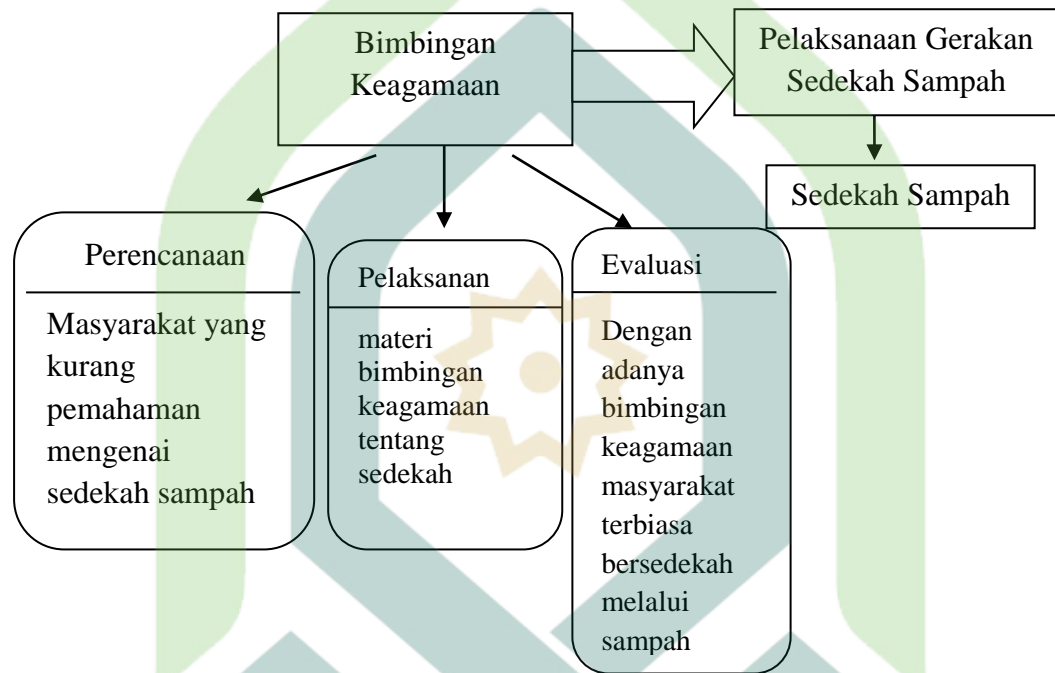 Bimbingan
Keagamaan
Pelaksanaan Gerakan
Sedekah Sampah
Sedekah Sampah
Perencanaan
Masyarakat yang
kurang
pemahaman
mengenai
sedekah sampah
Pelaksanan
materi
bimbingan
keagamaan
tentang
sedekah
Evaluasi
Dengan
adanya
bimbingan
keagamaan
masyarakat
terbiasa
bersedekah
melalui
sampah